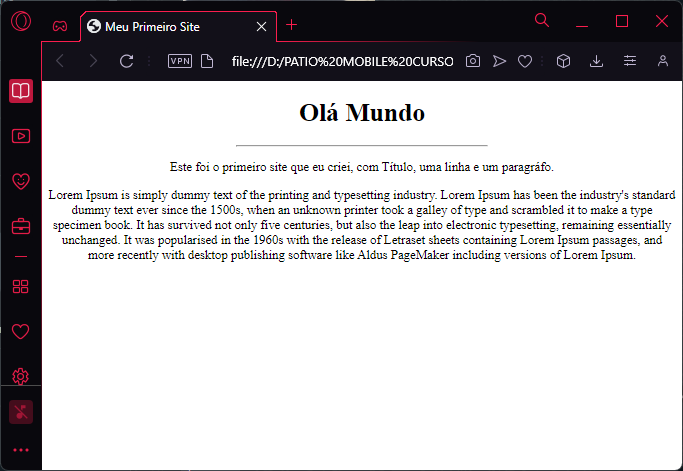 Meu Primeiro Site
VPN
file:///D:/PATIO%20MOBILE%20CURSO
Olá Mundo
Este foi o primeiro site que eu criei, com Título, uma linha e um paragráfo.
Lorem Ipsum is simply dummy text of the printing and typesetting industry. Lorem Ipsum has been the industry's standard
dummy text ever since the 1500s, when an unknown printer took a galley of type and scrambled it to make a type
specimen book. It has survived not only five centuries, but also the leap into electronic typesetting, remaining essentially
unchanged. It was popularised in the 1960s with the release of Letraset sheets containing Lorem Ipsum passages, and
more recently with desktop publishing software like Aldus PageMaker including versions of Lorem Ipsum.